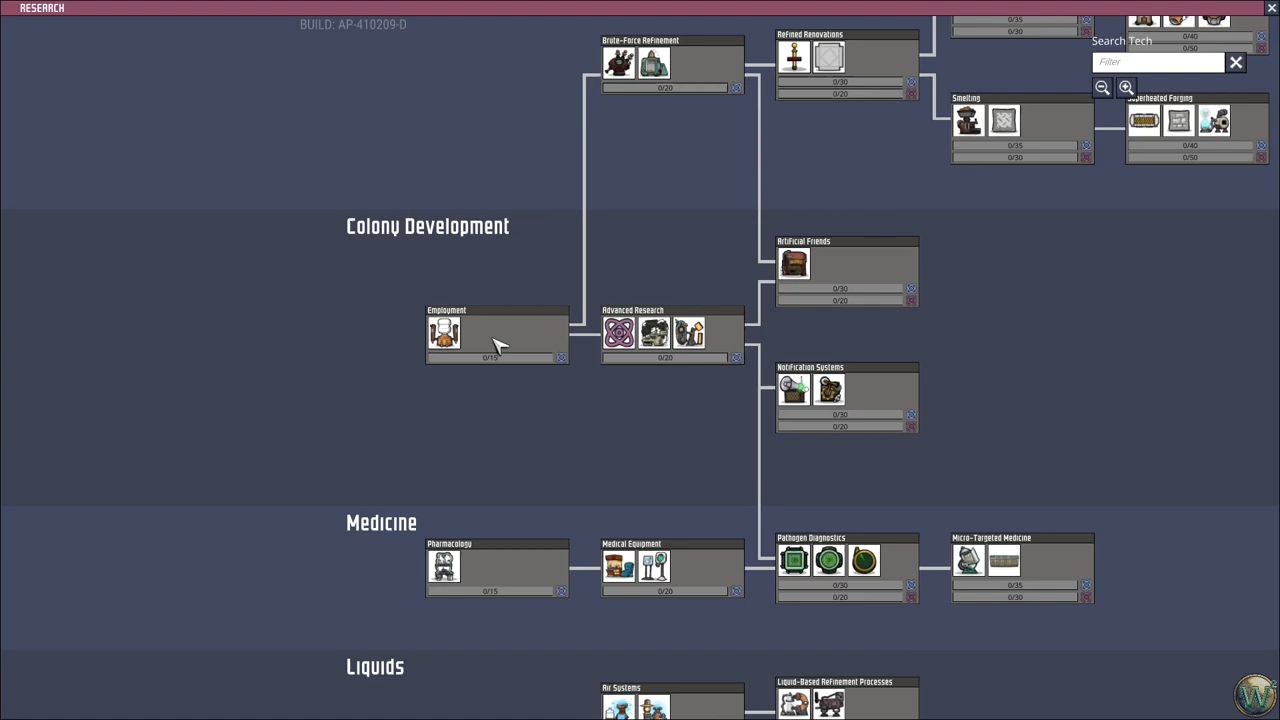 RESEARCH
BUILD: AP-410209-D
0/35
0/30
0/40
0/50
Brute-Force Refinement
0/20
Refined Renovations
0/30
0/20
Search Tech
Filter
Smelting
0/35
0/30
Superheated Forging
0/40
0/50
Colony Development
Artificial Friends
0/30
0/20
Employment
0/15
Advanced Research
0/20
Notification Systems
0/30
0/20
Medicine
Pharmacology
0/15
Medical Equipment
0/20
Pathogen Diagnostics
0/30
0/20
Micro-Targeted Medicine
0/35
0/30
Liquids
Air Systems
Liquid-Based Refinement Processes
W